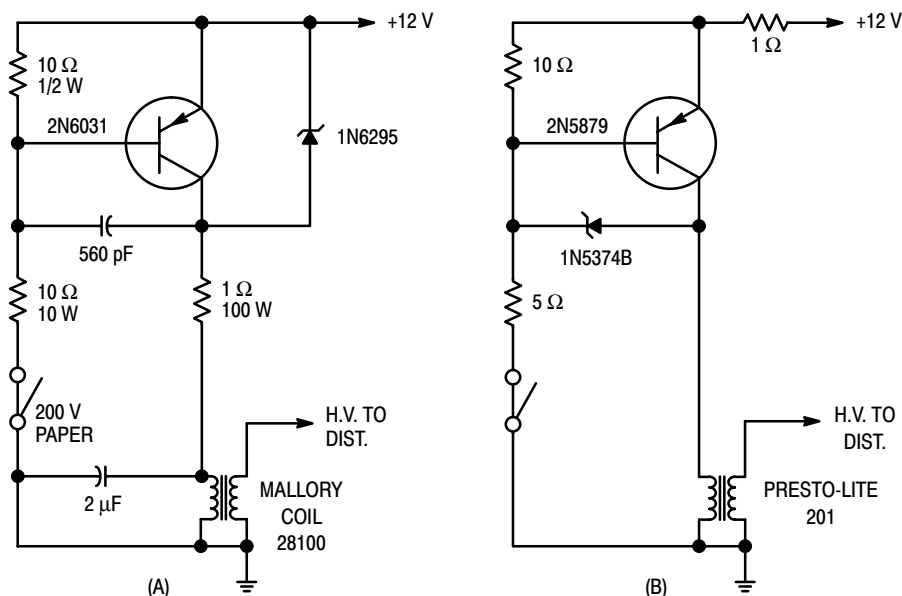 +12 V
10 Ω
1/2 W
2N6031
1N6295
560 pF
10 Ω
10 W
1 Ω
100 W
200 V
PAPER
H.V. TO
DIST.
2 μF
MALLORY
COIL
28100
(A)
+12 V
1 Ω
10 Ω
2N5879
1N5374B
5 Ω
H.V. TO
DIST.
PRESTO-LITE
201
(B)